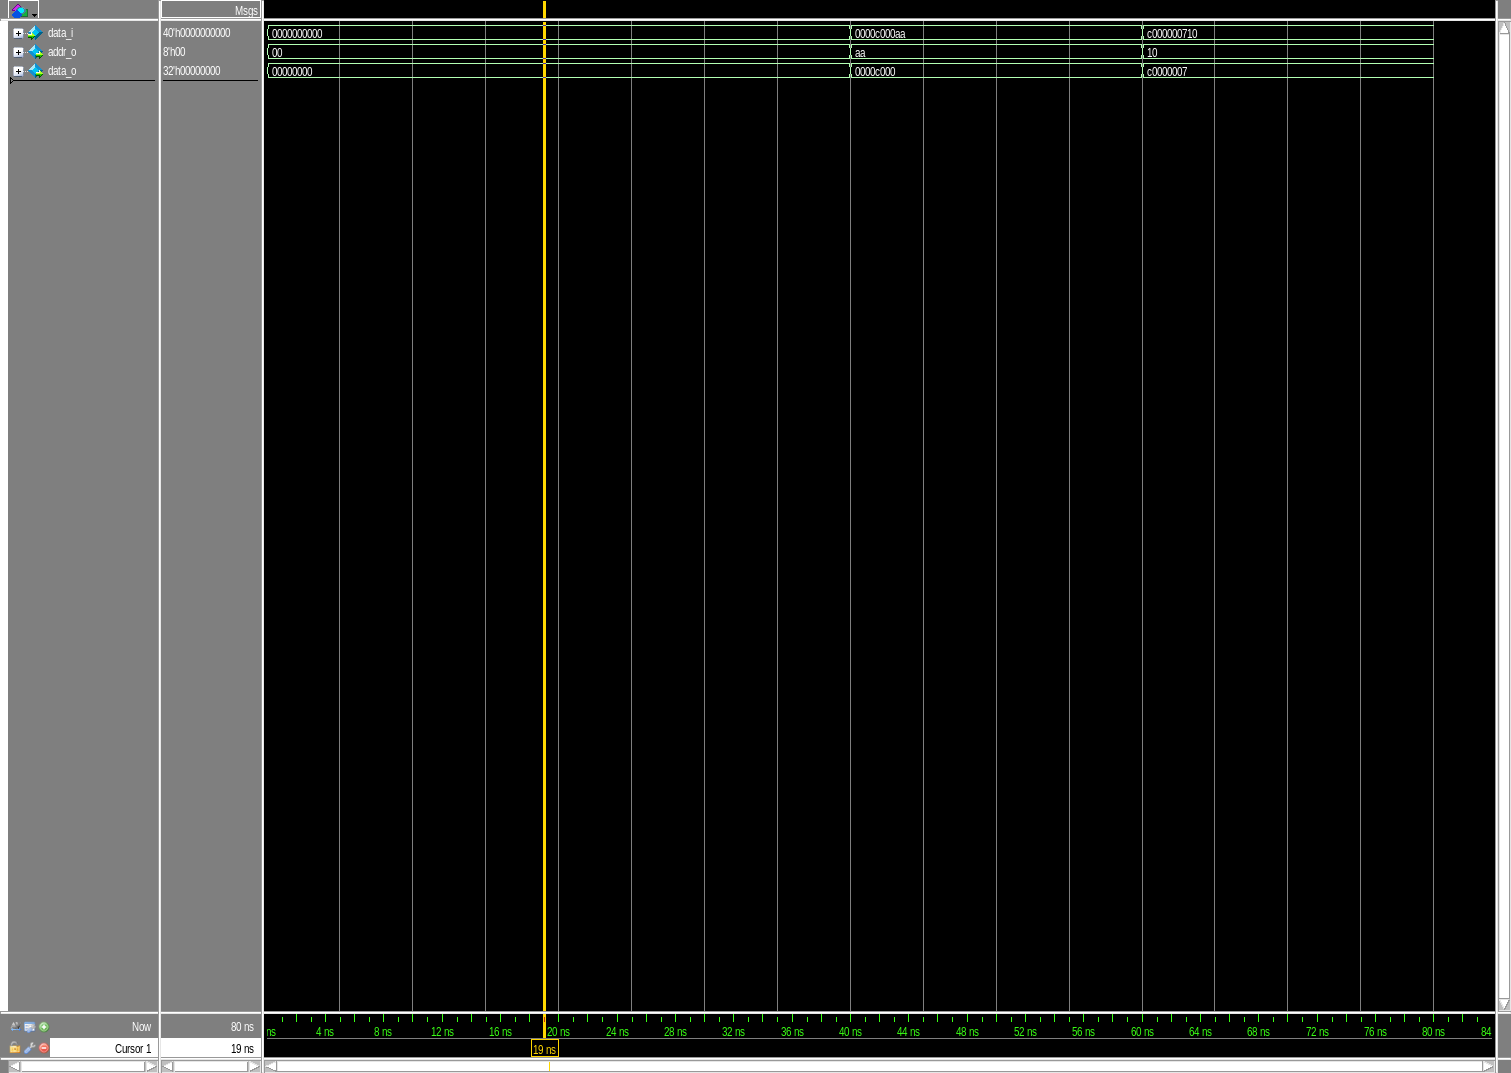 Msgs
data_i 40'h0000000000 0000000000 0000c000aa c000000710
addr_o 8'h00 00 aa 10
data_o 32'h00000000 00000000 0000c000 c0000007
Now 80 ns ns 4 ns 8 ns 12 ns 16 ns 20 ns 24 ns 28 ns 32 ns 36 ns 40 ns 44 ns 48 ns 52 ns 56 ns 60 ns 64 ns 68 ns 72 ns 76 ns 80 ns 84
Cursor 1 19 ns 19 ns